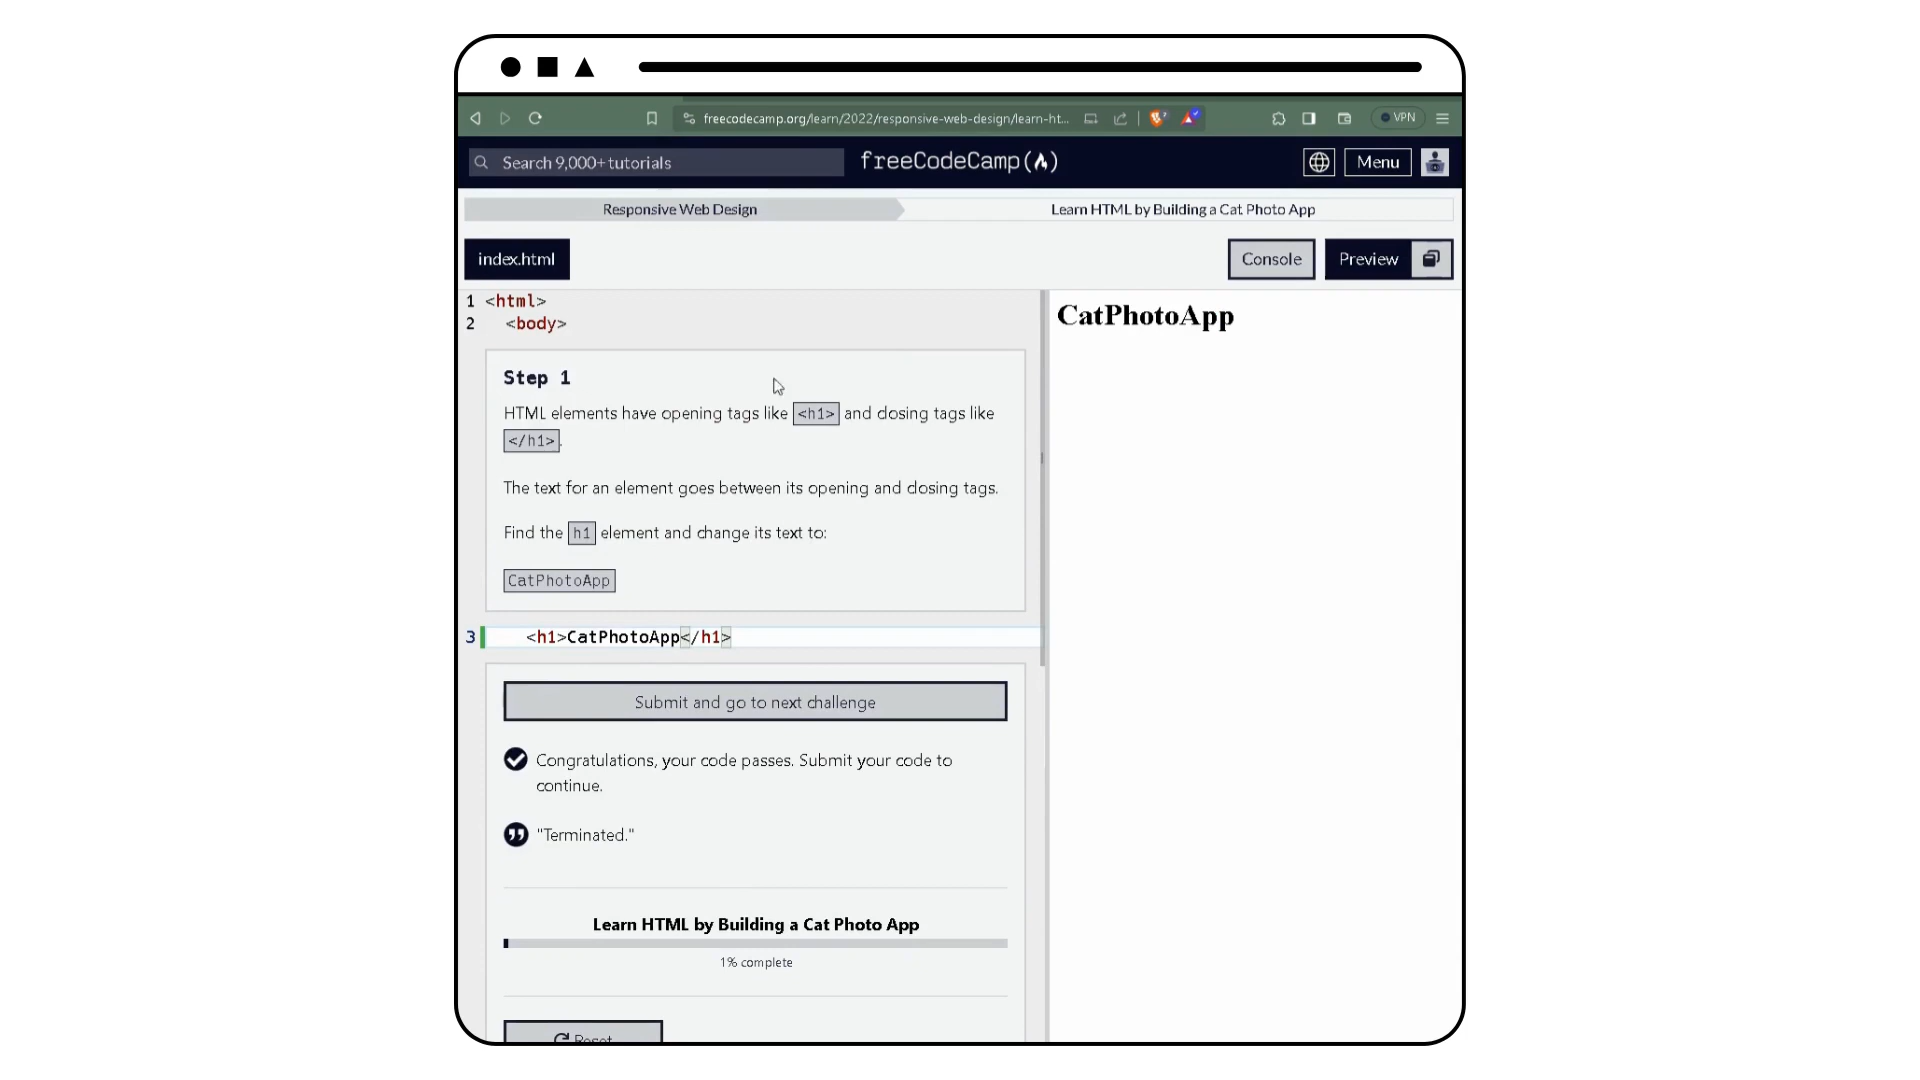 freecodecamp.org/learn/2022/responsive-web-design/learn-ht...
VPN
Search 9,000+ tutorials
freeCodeCamp
Menu
Responsive Web Design
Learn HTML by Building a Cat Photo App
index.html
Console
Preview
1 <html>
2 <body>
CatPhotoApp
Step 1
HTML elements have opening tags like <h1> and closing tags like
</h1>.
The text for an element goes between its opening and closing tags.
Find the h1 element and change its text to:
CatPhotoApp
3 <h1>CatPhotoApp</h1>
Submit and go to next challenge
Congratulations, your code passes. Submit your code to
continue.
"Terminated."
Learn HTML by Building a Cat Photo App
1% complete
Reset